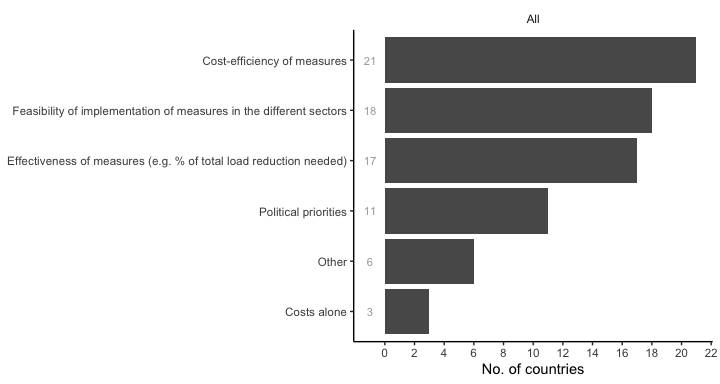 All
Cost-efficiency of measures 21
Feasibility of implementation of measures in the different sectors 18
Effectiveness of measures (e.g. % of total load reduction needed) 17
Political priorities 11
Other 6
Costs alone 3
0 2 4 6 8 10 12 14 16 18 20 22
No. of countries